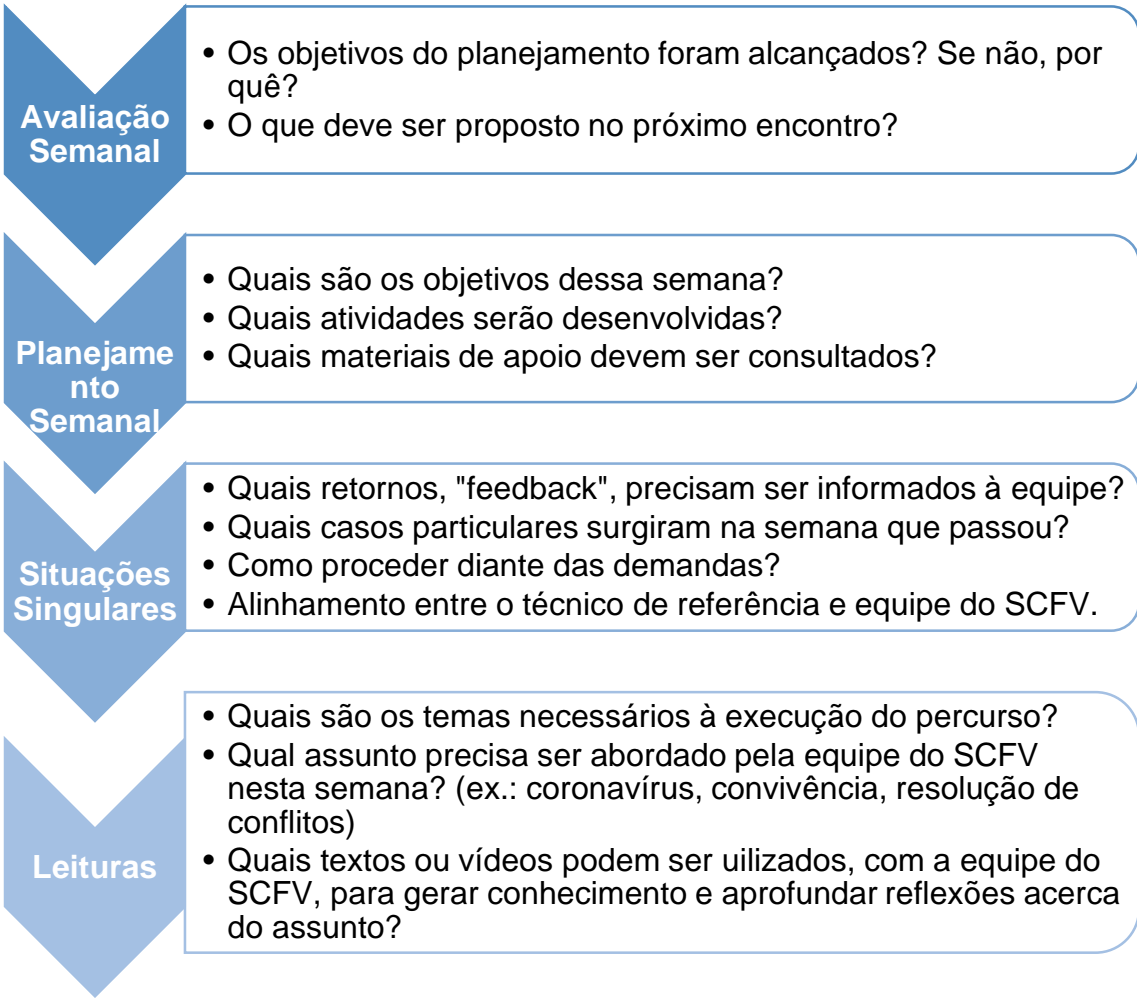 Avaliação
Semanal
• Os objetivos do planejamento foram alcançados? Se não, por
quê?
• O que deve ser proposto no próximo encontro?
Planejame
nto
Semanal
• Quais são os objetivos dessa semana?
• Quais atividades serão desenvolvidas?
• Quais materiais de apoio devem ser consultados?
Situações
Singulares
• Quais retornos, "feedback", precisam ser informados à equipe?
• Quais casos particulares surgiram na semana que passou?
• Como proceder diante das demandas?
• Alinhamento entre o técnico de referência e equipe do SCFV.
Leituras
• Quais são os temas necessários à execução do percurso?
• Qual assunto precisa ser abordado pela equipe do SCFV
nesta semana? (ex.: coronavírus, convivência, resolução de
conflitos)
• Quais textos ou vídeos podem ser uilizados, com a equipe do
SCFV, para gerar conhecimento e aprofundar reflexões acerca
do assunto?